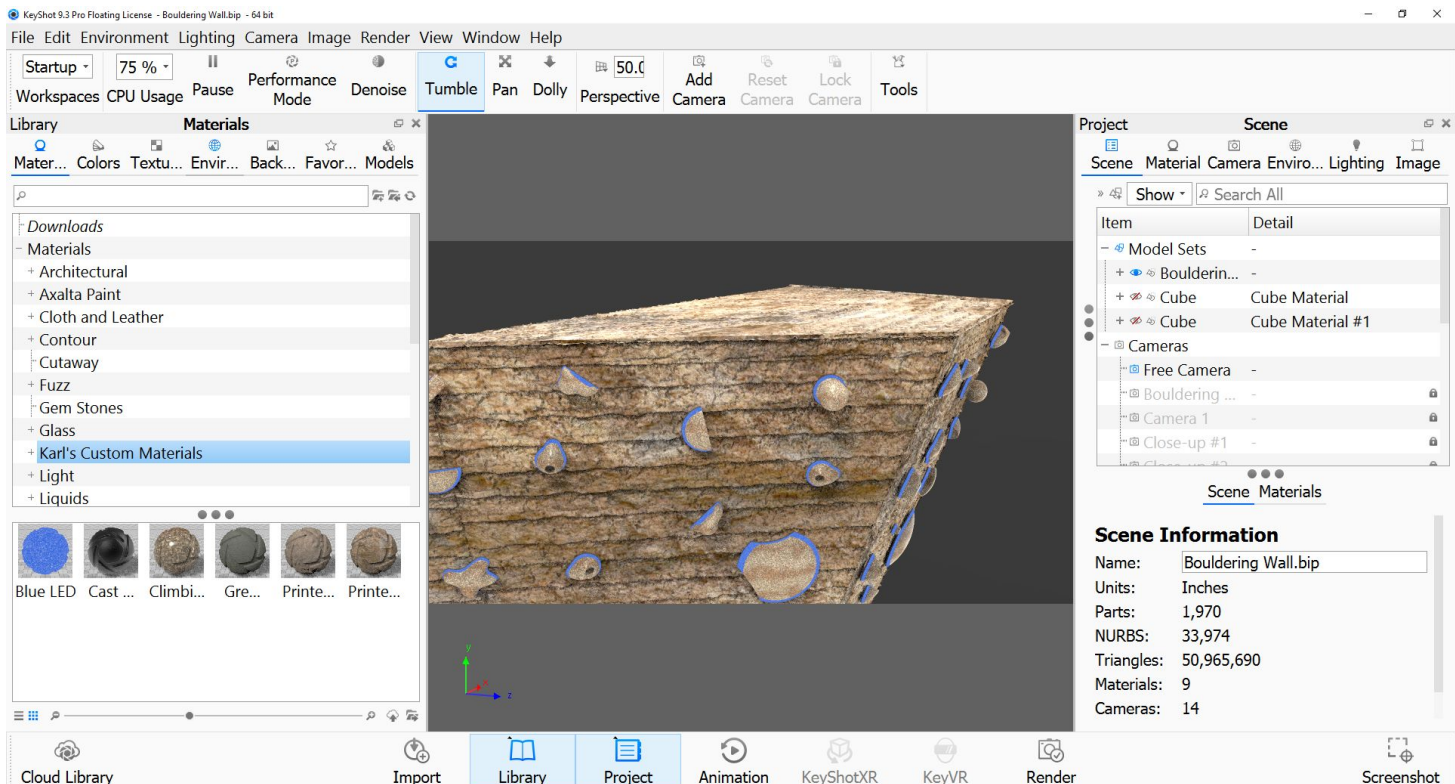 KeyShot 9.3 Pro Floating License - Bouldering Wall.bip - 64 bit
File Edit Environment Lighting Camera Image Render View Window Help
Startup 75 % 50.0
Workspaces CPU Usage Pause Performance Mode Denoise Tumble Pan Dolly Perspective Add Camera Reset Camera Lock Camera Tools
Library Materials
Mater... Colors Textu... Envir... Back... Favor... Models
Downloads
Materials
Architectural
Axalta Paint
Cloth and Leather
Contour
Cutaway
Fuzz
Gem Stones
Glass
Karl's Custom Materials
Light
Liquids
Blue LED Cast ... Climbi... Gre... Printe... Printe...
y
x
z
Project Scene
Scene Material Camera Enviro... Lighting Image
» Show Search All
Item Detail
Model Sets -
Boulderin... -
Cube Cube Material
Cube Cube Material #1
Cameras
Free Camera -
Bouldering ... -
Camera 1 -
Close-up #1 -
Close-up #2 -
Scene Materials
Scene Information
Name: Bouldering Wall.bip
Units: Inches
Parts: 1,970
NURBS: 33,974
Triangles: 50,965,690
Materials: 9
Cameras: 14
Cloud Library Import Library Project Animation KeyShotXR KeyVR Render Screenshot